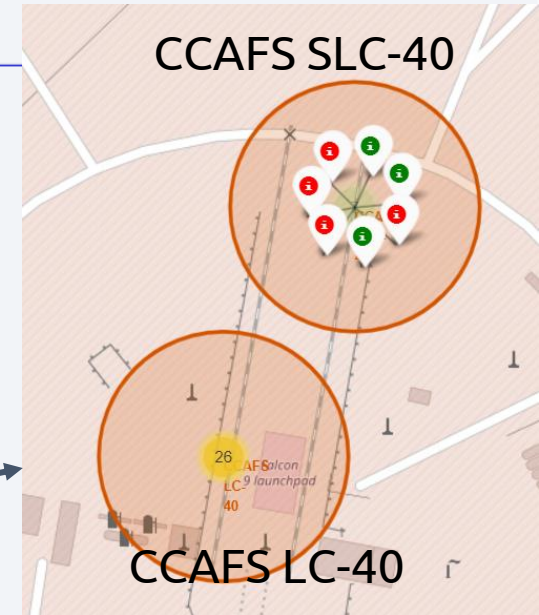 CCAFS SLC-40
26
CCAFS
LC-
40
Falcon
9 launchpad
CCAFS LC-40